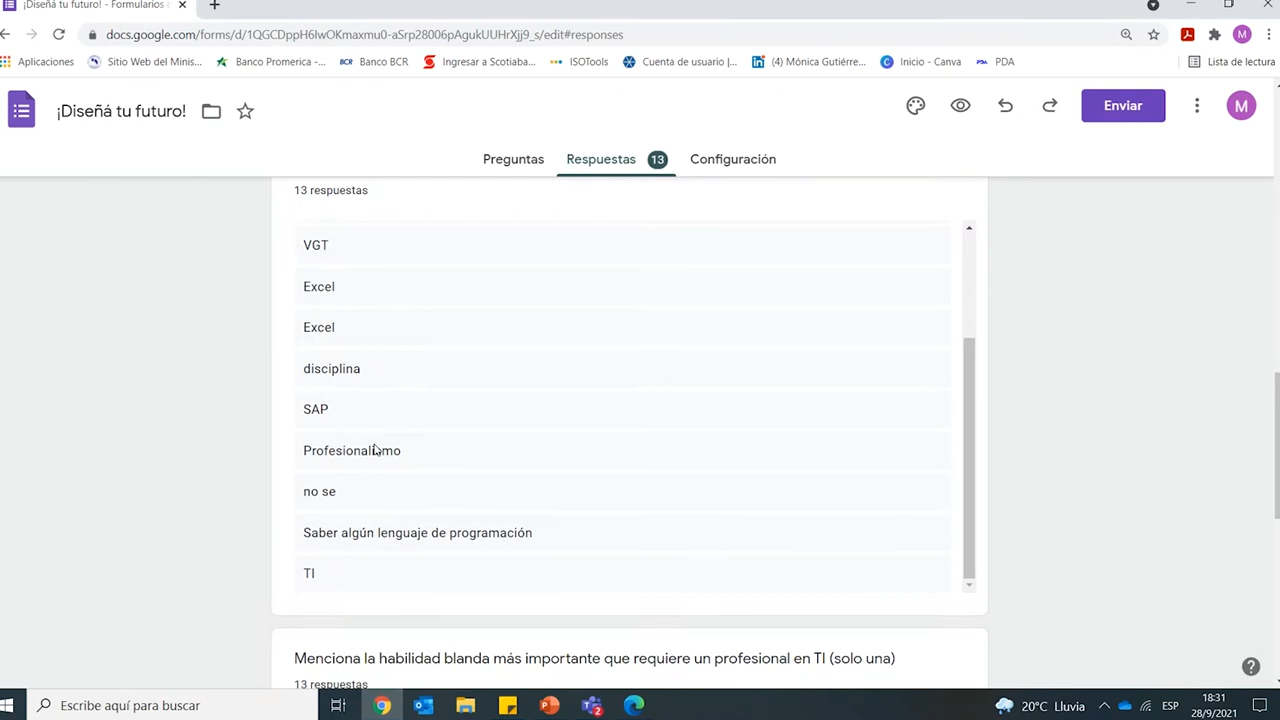 ¡Diseñá tu futuro! - Formularios
docs.google.com/forms/d/1QGCDppH6IwOKmaxmu0-aSrp28006pAgukUUHrXjj9_s/edit#responses
Aplicaciones
Sitio Web del Minis...
Banco Promerica -...
BCR
Banco BCR
Ingresar a Scotiaba...
ISOTools
Cuenta de usuario |...
(4) Mónica Gutiérre...
Inicio - Canva
PDA
Lista de lectura
¡Diseñá tu futuro!
Enviar
M
Preguntas
Respuestas 13
Configuración
13 respuestas
VGT
Excel
Excel
disciplina
SAP
Profesionalismo
no se
Saber algún lenguaje de programación
TI
Menciona la habilidad blanda más importante que requiere un profesional en TI (solo una)
13 respuestas
Escribe aquí para buscar
20°C Lluvia
ESP
18:31
28/9/2021